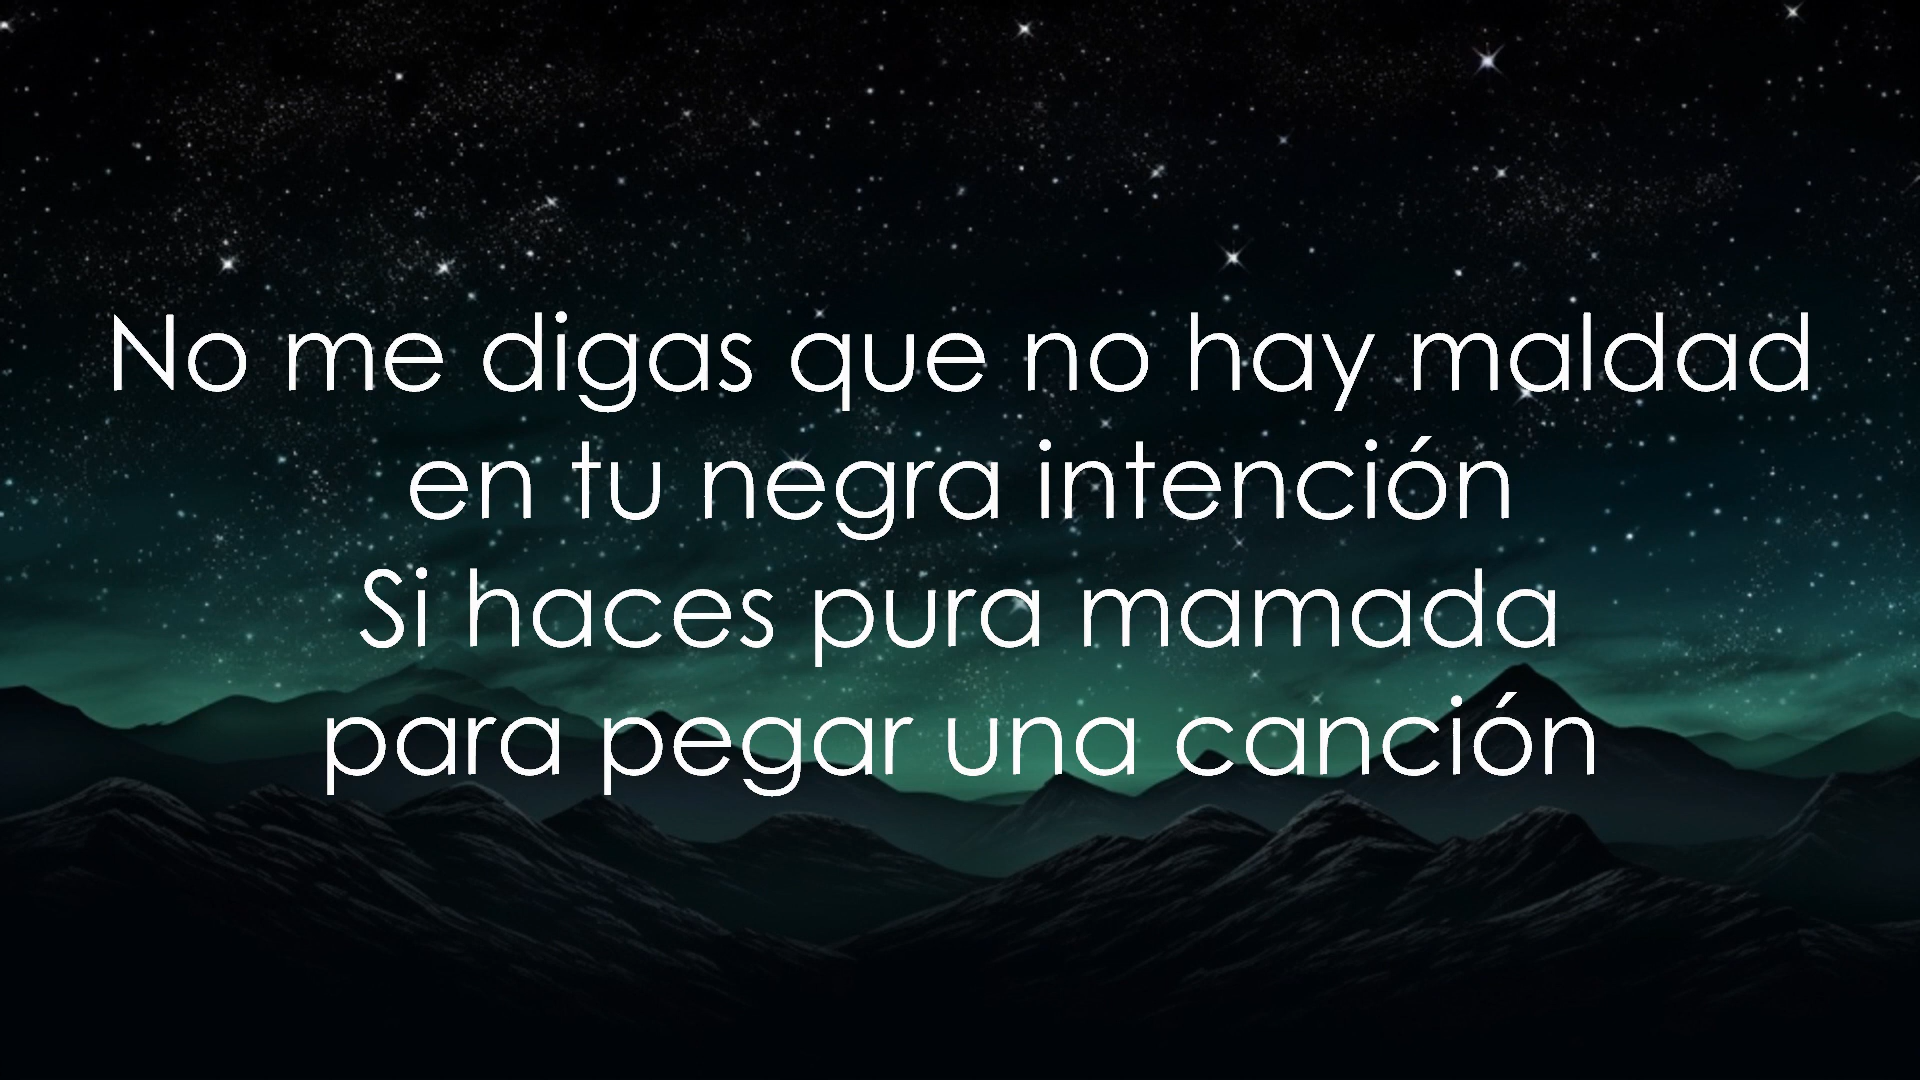 No me digas que no hay maldad
en tu negra intención
Si haces pura mamada
para pegar una canción